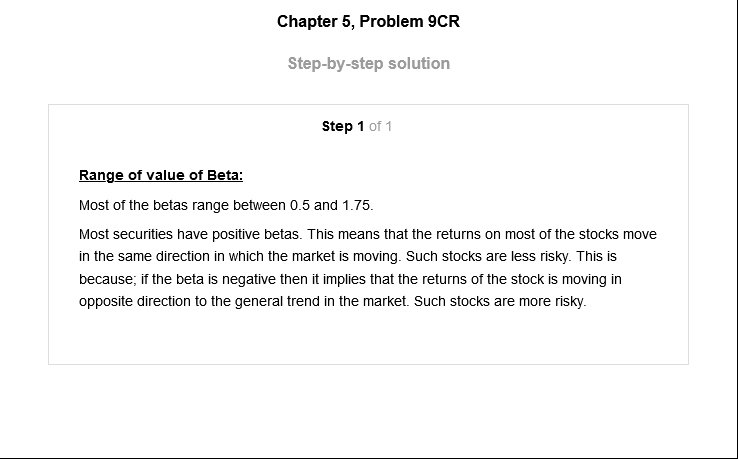 Chapter 5, Problem 9CR
Step-by-step solution
Step 1 of 1
Range of value of Beta:
Most of the betas range between 0.5 and 1.75.
Most securities have positive betas. This means that the returns on most of the stocks move
in the same direction in which the market is moving. Such stocks are less risky. This is
because; if the beta is negative then it implies that the returns of the stock is moving in
opposite direction to the general trend in the market. Such stocks are more risky.